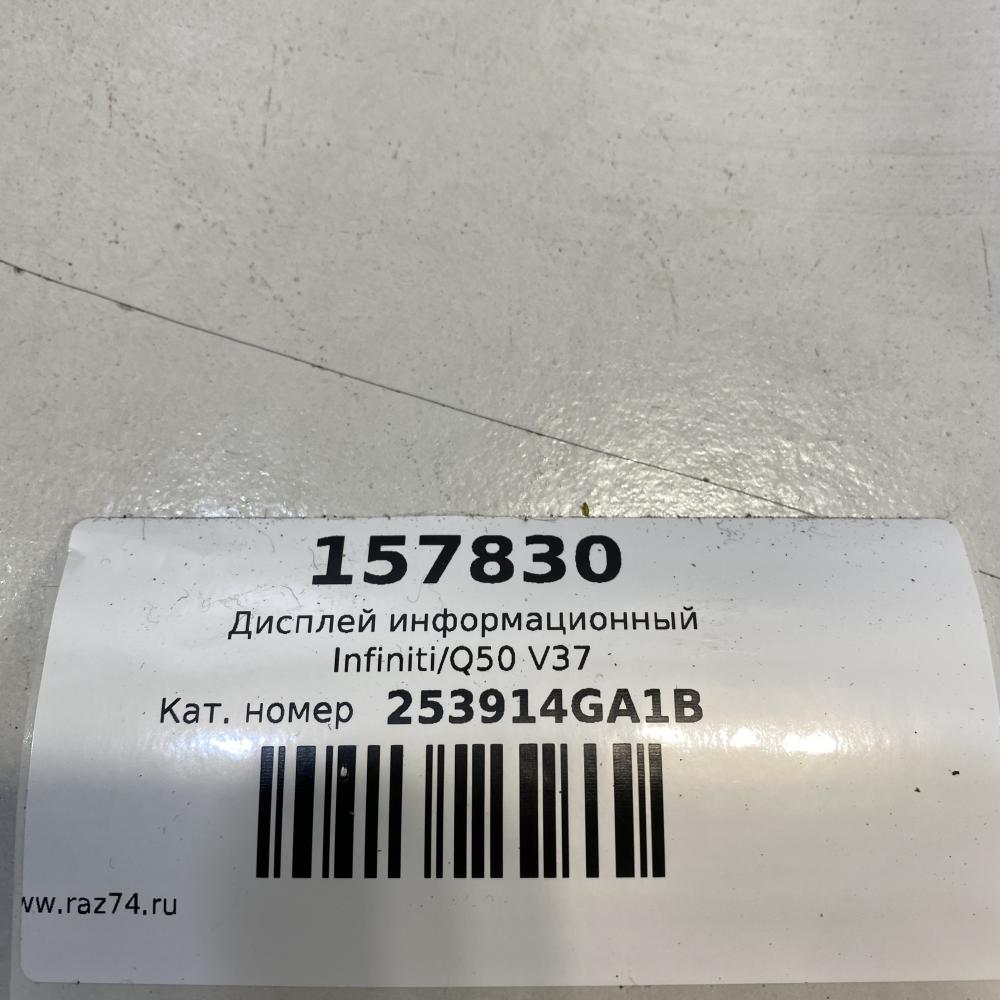 157830
Дисплей информационный
Infiniti/Q50 V37
Кат. номер 253914GA1B
ww.raz74.ru